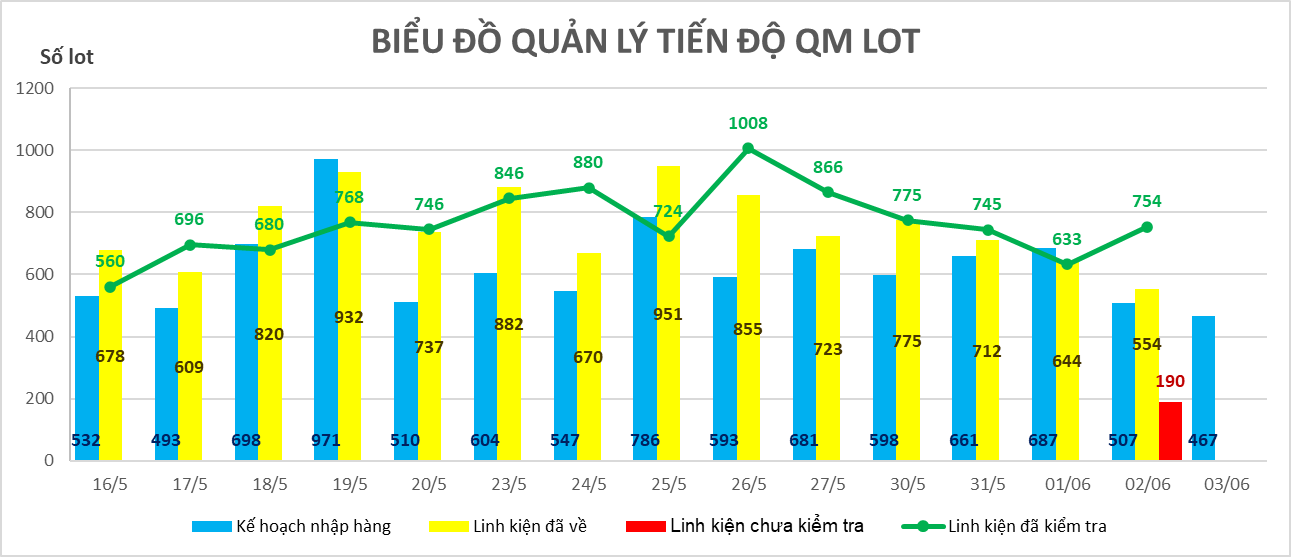 BIỂU ĐỒ QUẢN LÝ TIẾN ĐỘ QM LOT
Số lot
1200
1000
800
600
400
200
0
560 696 680 768 746 846 880 724 1008 866 775 745 633 754
678 609 820 932 737 882 670 951 855 723 775 712 644 554
190
532 493 698 971 510 604 547 786 593 681 598 661 687 507 467
16/5 17/5 18/5 19/5 20/5 23/5 24/5 25/5 26/5 27/5 30/5 31/5 01/06 02/06 03/06
Kế hoạch nhập hàng Linh kiện đã về Linh kiện chưa kiểm tra Linh kiện đã kiểm tra